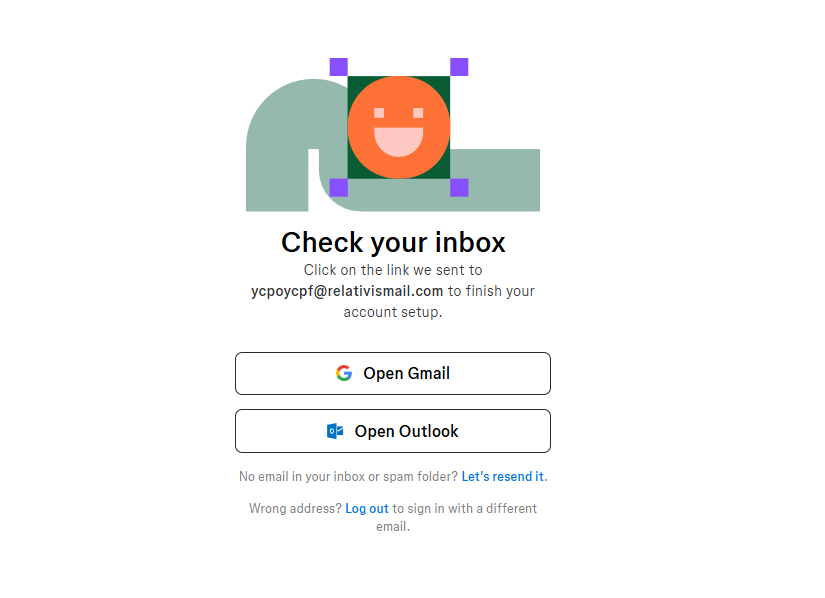 Check your inbox
Click on the link we sent to
ycpoycpf@relativismail.com to finish your
account setup.
Open Gmail
Open Outlook
No email in your inbox or spam folder? Let's resend it.
Wrong address? Log out to sign in with a different
email.